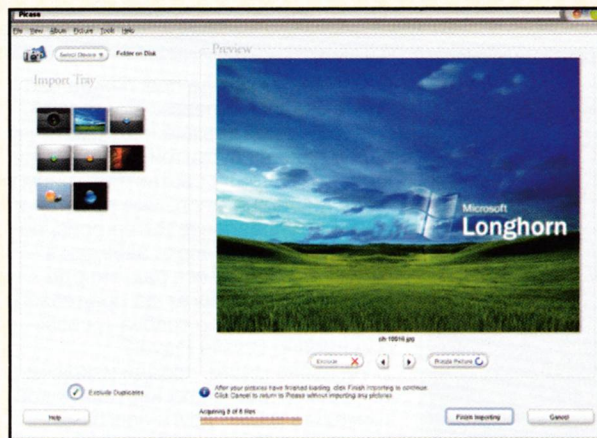 Picasa
File View Album Picture Tools Help
Select Device
Folder on Disk
Import Tray
Preview
Microsoft
Longhorn
Exclude
Rotate Picture
Exclude Duplicates
After your pictures have finished loading, click Finish Importing to continue.
Click Cancel to return to Picasa without importing any pictures.
Acquiring 8 of 8 files
Help
Finish Importing
Cancel